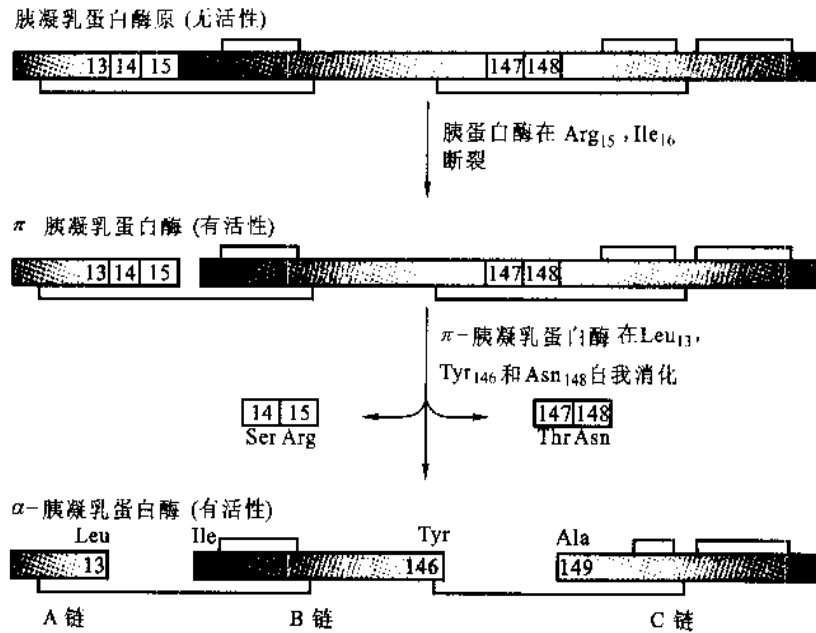 胰凝乳蛋白酶原 (无活性)
13 14 15 147 148
胰蛋白酶在 Arg15,Ile16
断裂
π 胰凝乳蛋白酶 (有活性)
13 14 15 147 148
π-胰凝乳蛋白酶在Leu13,
Tyr146和Asn148自我消化
14 15 147 148
Ser Arg Thr Asn
α-胰凝乳蛋白酶 (有活性)
Leu Ile Tyr Ala
13 146 149
A 链 B 链 C 链